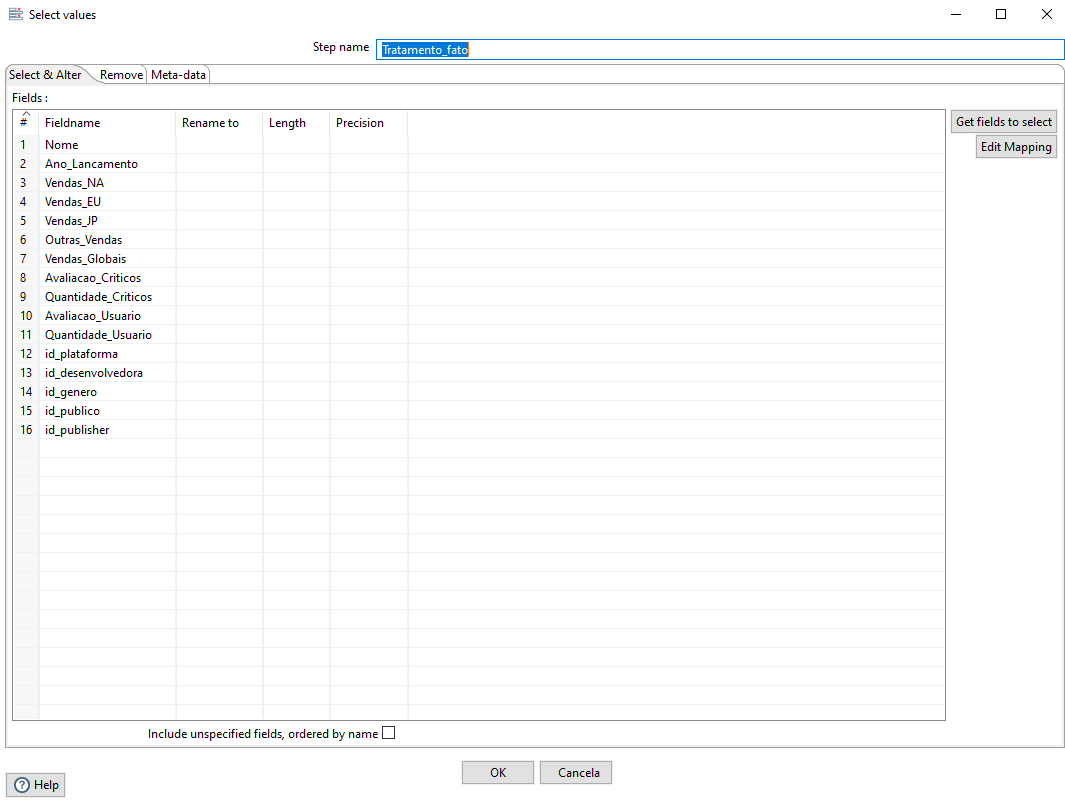 Select values
Step name Tratamento_fato
Select & Alter Remove Meta-data
Fields :
# Fieldname Rename to Length Precision
Get fields to select
Edit Mapping
1 Nome
2 Ano_Lancamento
3 Vendas_NA
4 Vendas_EU
5 Vendas_JP
6 Outras_Vendas
7 Vendas_Globais
8 Avaliacao_Criticos
9 Quantidade_Criticos
10 Avaliacao_Usuario
11 Quantidade_Usuario
12 id_plataforma
13 id_desenvolvedora
14 id_genero
15 id_publico
16 id_publisher
Include unspecified fields, ordered by name
OK Cancela
? Help